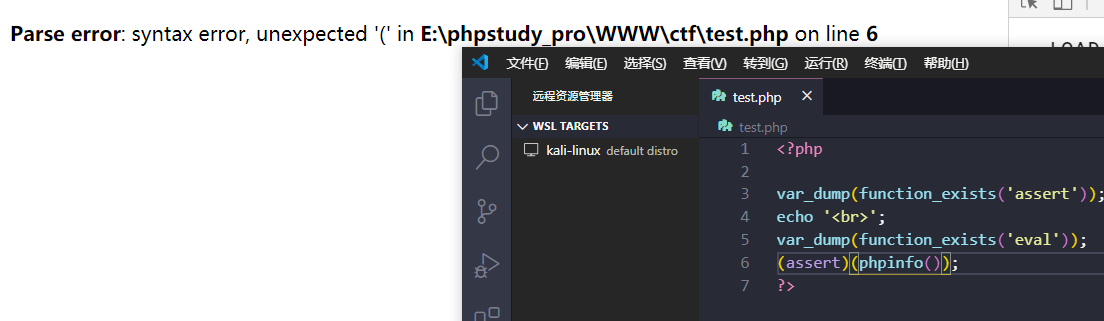 Parse error: syntax error, unexpected '(' in E:\phpstudy_pro\WWW\ctf\test.php on line 6
文件(F) 编辑(E) 选择(S) 查看(V) 转到(G) 运行(R) 终端(T) 帮助(H)
远程资源管理器
WSL TARGETS
kali-linux default distro
test.php
test.php
1 <?php
2
3 var_dump(function_exists('assert'));
4 echo '<br>';
5 var_dump(function_exists('eval'));
6 (assert)(phpinfo());
7 ?>